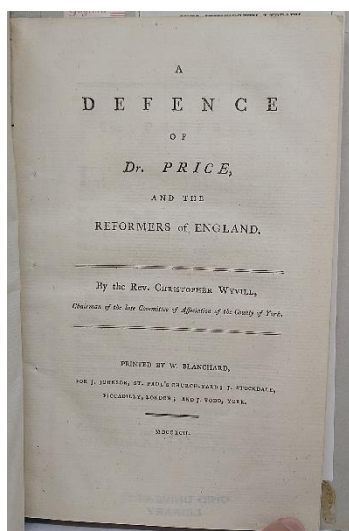 A
DEFENCE
OF
Dr. PRICE,
AND THE
REFORMERS of ENGLAND.
By the Rev. CHRISTOPHER WYVILL,
Chairman of the late Committee of Association of the County of York.
PRINTED BY W. BLANCHARD,
FOR J. JOHNSON, ST. PAUL'S CHURCH-YARD; J. STOCKDALE,
PICCADILLY, LONDON; AND J. TODD, YORK.
MDCCXCII.